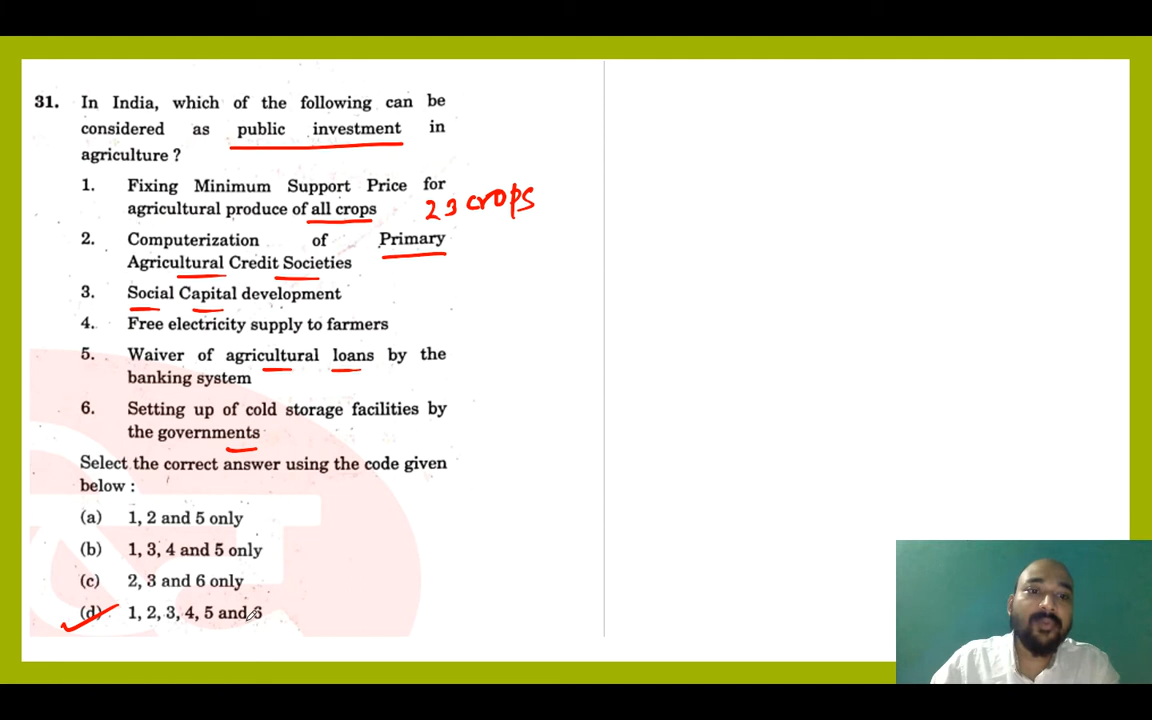 31. In India, which of the following can be
considered as public investment in
agriculture ?
1. Fixing Minimum Support Price for
agricultural produce of all crops
23 crops
2. Computerization of Primary
Agricultural Credit Societies
3. Social Capital development
4. Free electricity supply to farmers
5. Waiver of agricultural loans by the
banking system
6. Setting up of cold storage facilities by
the governments
Select the correct answer using the code given
below :
(a) 1, 2 and 5 only
(b) 1, 3, 4 and 5 only
(c) 2, 3 and 6 only
(d) 1, 2, 3, 4, 5 and 6